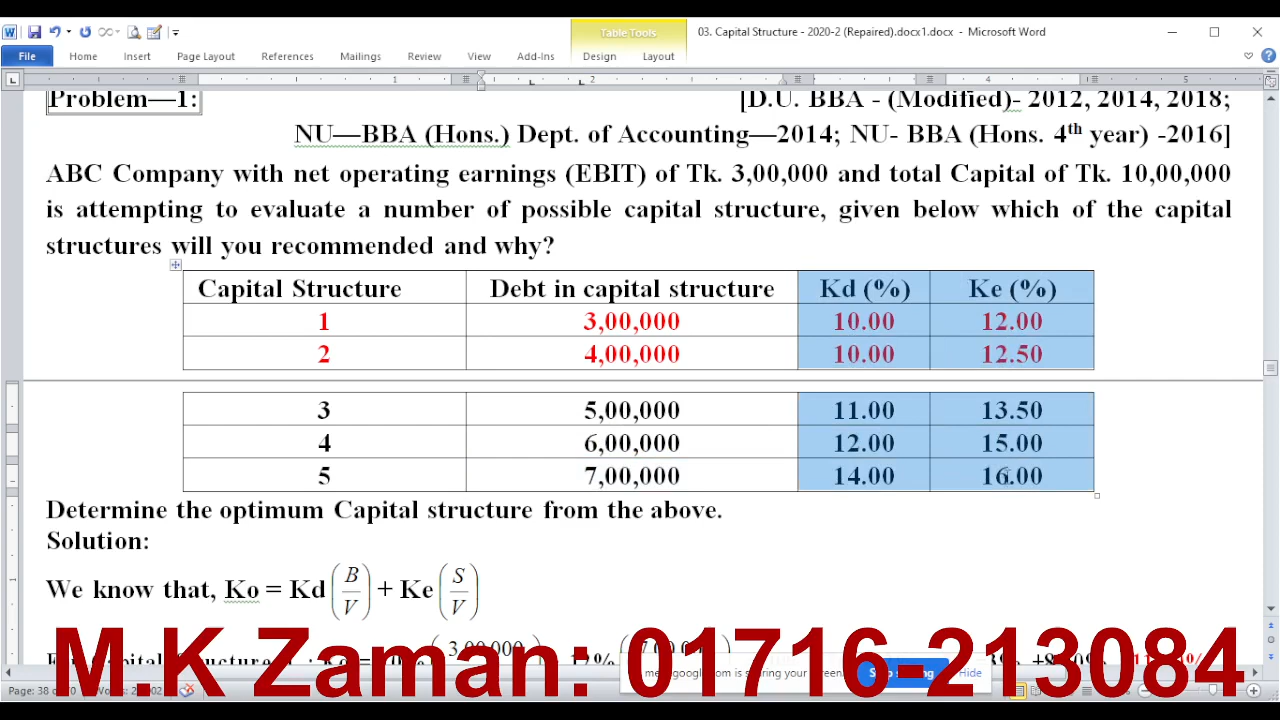 Table Tools
03. Capital Structure - 2020-2 (Repaired).docx1.docx - Microsoft Word
File Home Insert Page Layout References Mailings Review View Add-Ins Design Layout
1 2 4 5
Problem—1: [D.U. BBA - (Modified)- 2012, 2014, 2018;
NU—BBA (Hons.) Dept. of Accounting—2014; NU- BBA (Hons. 4th year) -2016]
ABC Company with net operating earnings (EBIT) of Tk. 3,00,000 and total Capital of Tk. 10,00,000
is attempting to evaluate a number of possible capital structure, given below which of the capital
structures will you recommended and why?
Capital Structure Debt in capital structure Kd (%) Ke (%)
1 3,00,000 10.00 12.00
2 4,00,000 10.00 12.50
3 5,00,000 11.00 13.50
4 6,00,000 12.00 15.00
5 7,00,000 14.00 16.00
Determine the optimum Capital structure from the above.
Solution:
We know that, Ko = Kd (B/V) + Ke (S/V)
M.K Zaman: 01716-213084
Hide
Page: 38 of